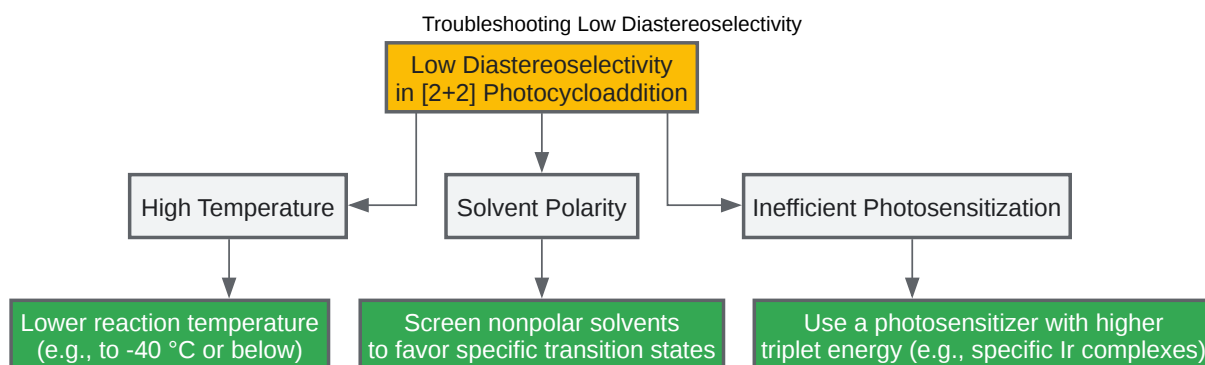 Troubleshooting Low Diastereoselectivity
Low Diastereoselectivity
in [2+2] Photocycloaddition
High Temperature
Solvent Polarity
Inefficient Photosensitization
Lower reaction temperature
(e.g., to -40 °C or below)
Screen nonpolar solvents
to favor specific transition states
Use a photosensitizer with higher
triplet energy (e.g., specific Ir complexes)